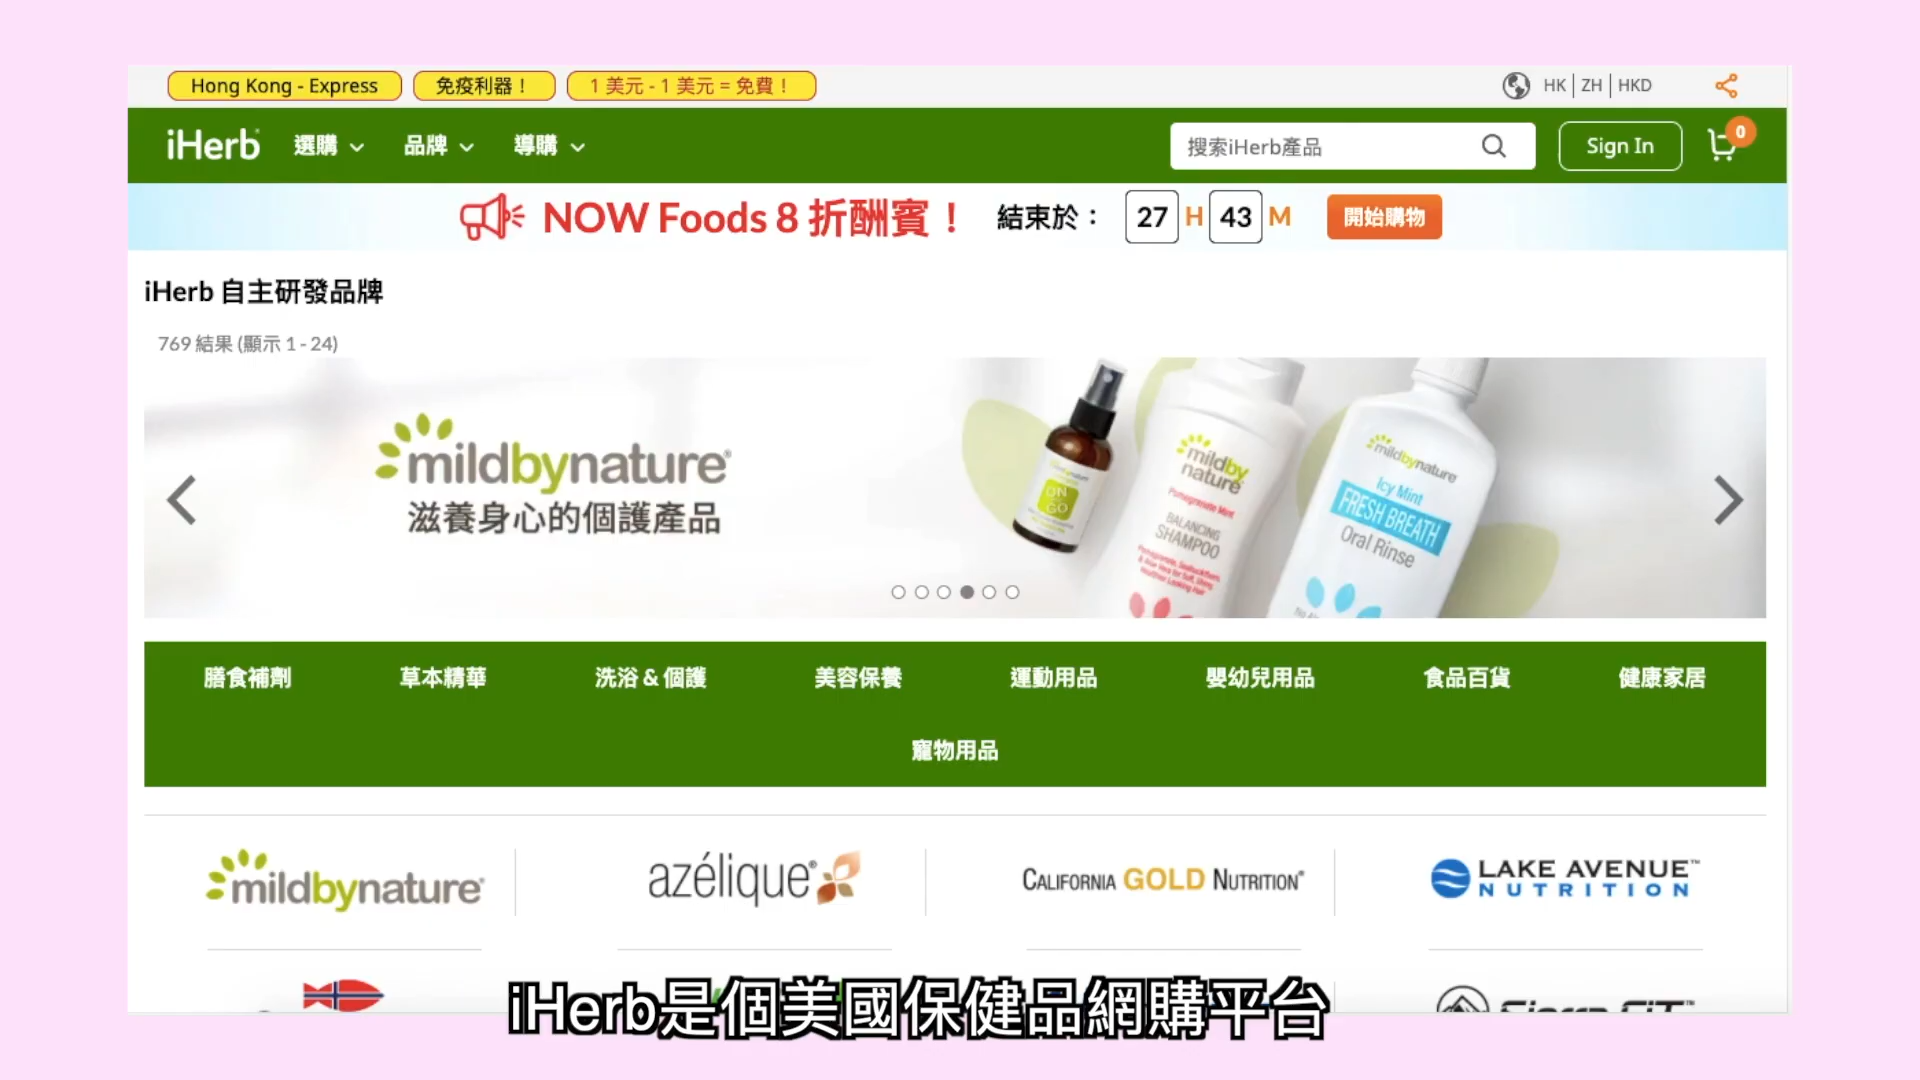 Hong Kong - Express 免疫利器！ 1 美元 - 1 美元 = 免費！ HK | ZH | HKD
iHerb 選購 品牌 導購 搜索iHerb產品 Sign In 0
NOW Foods 8 折酬賓！ 結束於： 27 H 43 M 開始購物
iHerb 自主研發品牌
769 結果 (顯示 1 - 24)
mildbynature®
滋養身心的個護產品
ON
GO
mildby
nature
Pomegranate Mint
BALANCING
SHAMPOO
mildbynature
Icy Mint
FRESH BREATH
Oral Rinse
膳食補劑 草本精華 洗浴 & 個護 美容保養 運動用品 嬰幼兒用品 食品百貨 健康家居
寵物用品
mildbynature® azélique® CALIFORNIA GOLD NUTRITION® LAKE AVENUE™
NUTRITION
iHerb是個美國保健品網購平台